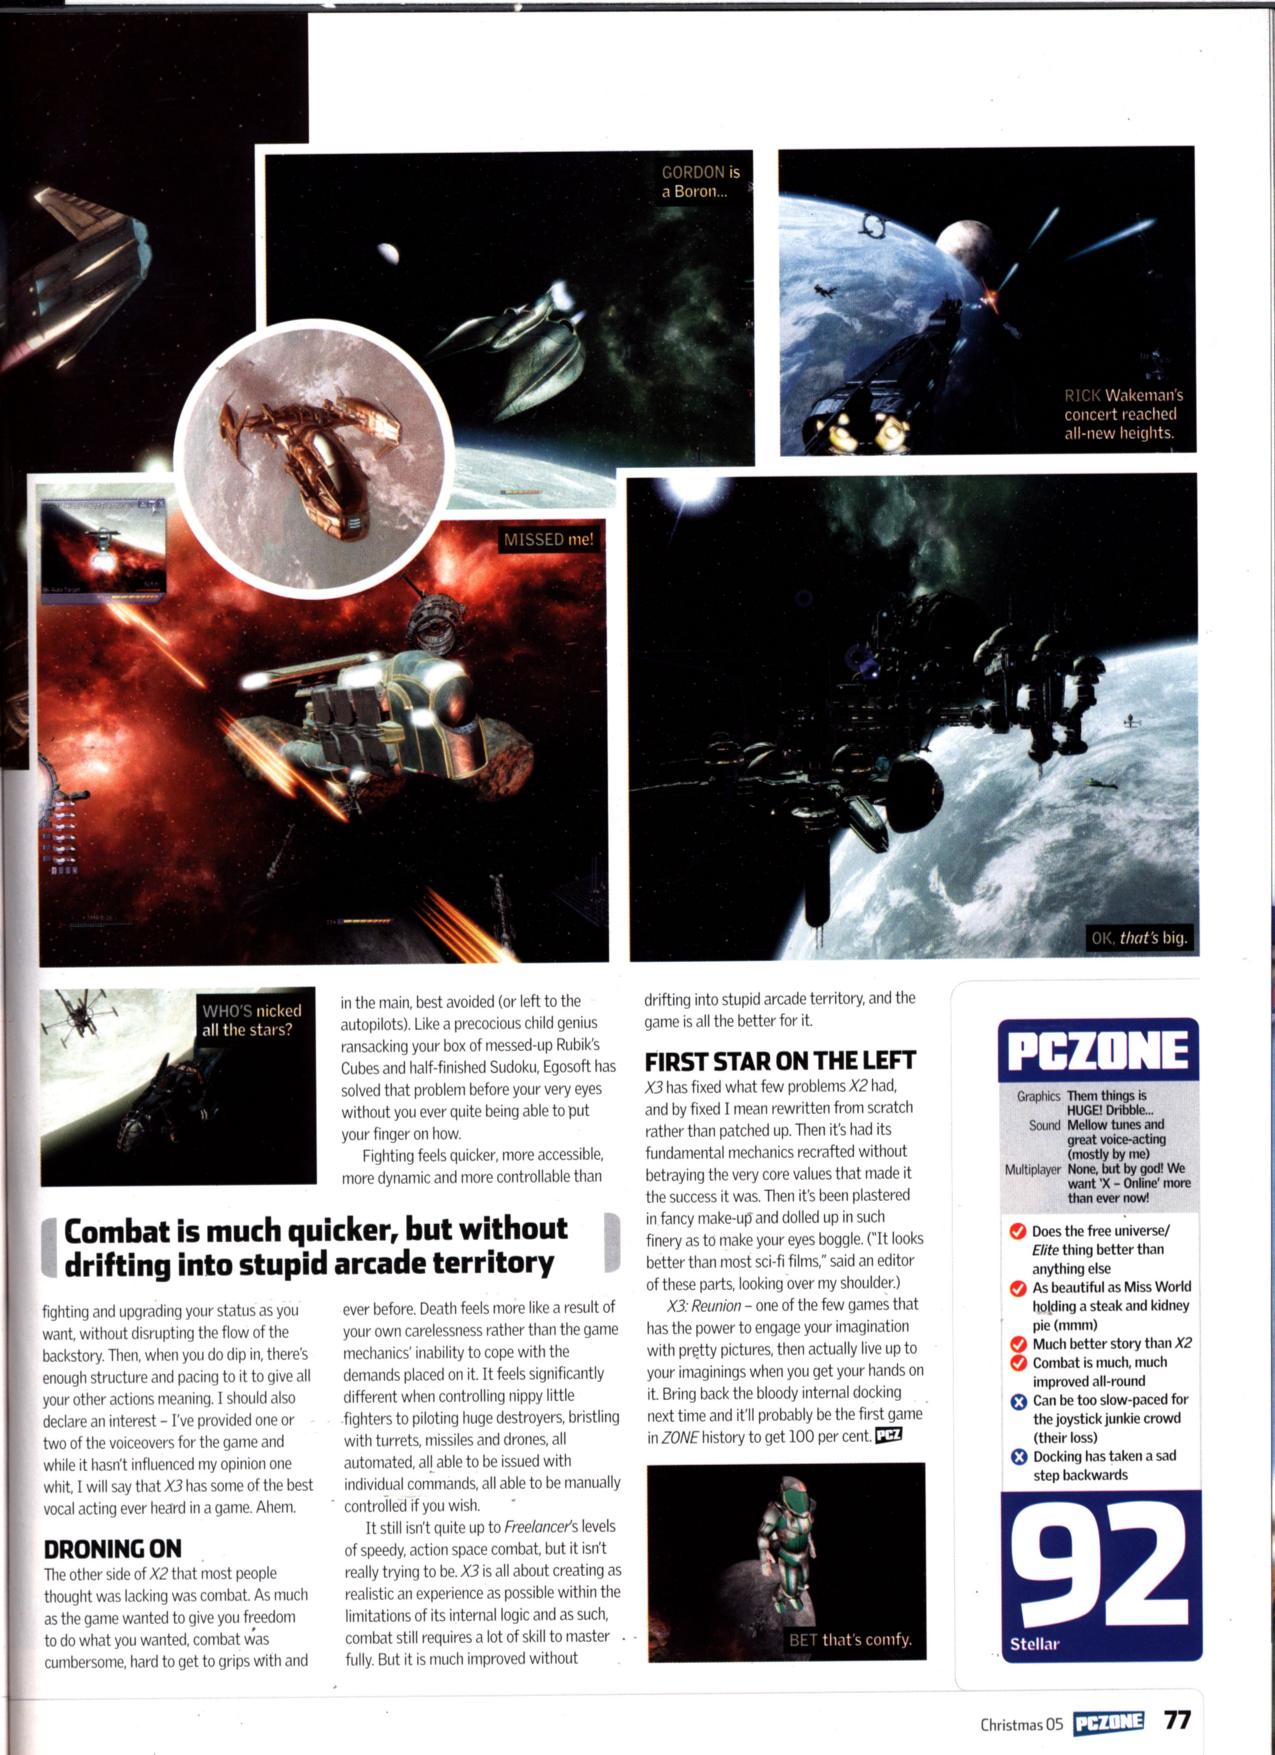 GORDON is
a Boron...
RICK Wakeman's
concert reached
all-new heights.
MISSED me!
OK, that's big.
WHO'S nicked
all the stars?
fighting and upgrading your status as you
want, without disrupting the flow of the
backstory. Then, when you do dip in, there's
enough structure and pacing to it to give all
your other actions meaning. I should also
declare an interest – I've provided one or
two of the voiceovers for the game and
while it hasn't influenced my opinion one
whit, I will say that X3 has some of the best
vocal acting ever heard in a game. Ahem.
DRONING ON
The other side of X2 that most people
thought was lacking was combat. As much
as the game wanted to give you freedom
to do what you wanted, combat was
cumbersome, hard to get to grips with and
in the main, best avoided (or left to the
autopilots). Like a precocious child genius
ransacking your box of messed-up Rubik's
Cubes and half-finished Sudoku, Egosoft has
solved that problem before your very eyes
without you ever quite being able to put
your finger on how.
Fighting feels quicker, more accessible,
more dynamic and more controllable than
Combat is much quicker, but without
drifting into stupid arcade territory
ever before. Death feels more like a result of
your own carelessness rather than the game
mechanics' inability to cope with the
demands placed on it. It feels significantly
different when controlling nippy little
fighters to piloting huge destroyers, bristling
with turrets, missiles and drones, all
automated, all able to be issued with
individual commands, all able to be manually
controlled if you wish.
It still isn't quite up to Freelancer's levels
of speedy, action space combat, but it isn't
really trying to be. X3 is all about creating as
realistic an experience as possible within the
limitations of its internal logic and as such,
combat still requires a lot of skill to master
fully. But it is much improved without
drifting into stupid arcade territory, and the
game is all the better for it.
FIRST STAR ON THE LEFT
X3 has fixed what few problems X2 had,
and by fixed I mean rewritten from scratch
rather than patched up. Then it's had its
fundamental mechanics recrafted without
betraying the very core values that made it
the success it was. Then it's been plastered
in fancy make-up and dolled up in such
finery as to make your eyes boggle. ("It looks
better than most sci-fi films," said an editor
of these parts, looking over my shoulder.)
X3: Reunion – one of the few games that
has the power to engage your imagination
with pretty pictures, then actually live up to
your imaginings when you get your hands on
it. Bring back the bloody internal docking
next time and it'll probably be the first game
in ZONE history to get 100 per cent. PCZ
BET that's comfy.
PCZONE
Graphics Them things is
HUGE! Dribble...
Sound Mellow tunes and
great voice-acting
(mostly by me)
Multiplayer None, but by god! We
want 'X – Online' more
than ever now!
Does the free universe/
Elite thing better than
anything else
As beautiful as Miss World
holding a steak and kidney
pie (mmm)
Much better story than X2
Combat is much, much
improved all-round
Can be too slow-paced for
the joystick junkie crowd
(their loss)
Docking has taken a sad
step backwards
92
Stellar
Christmas 05 PCZONE 77